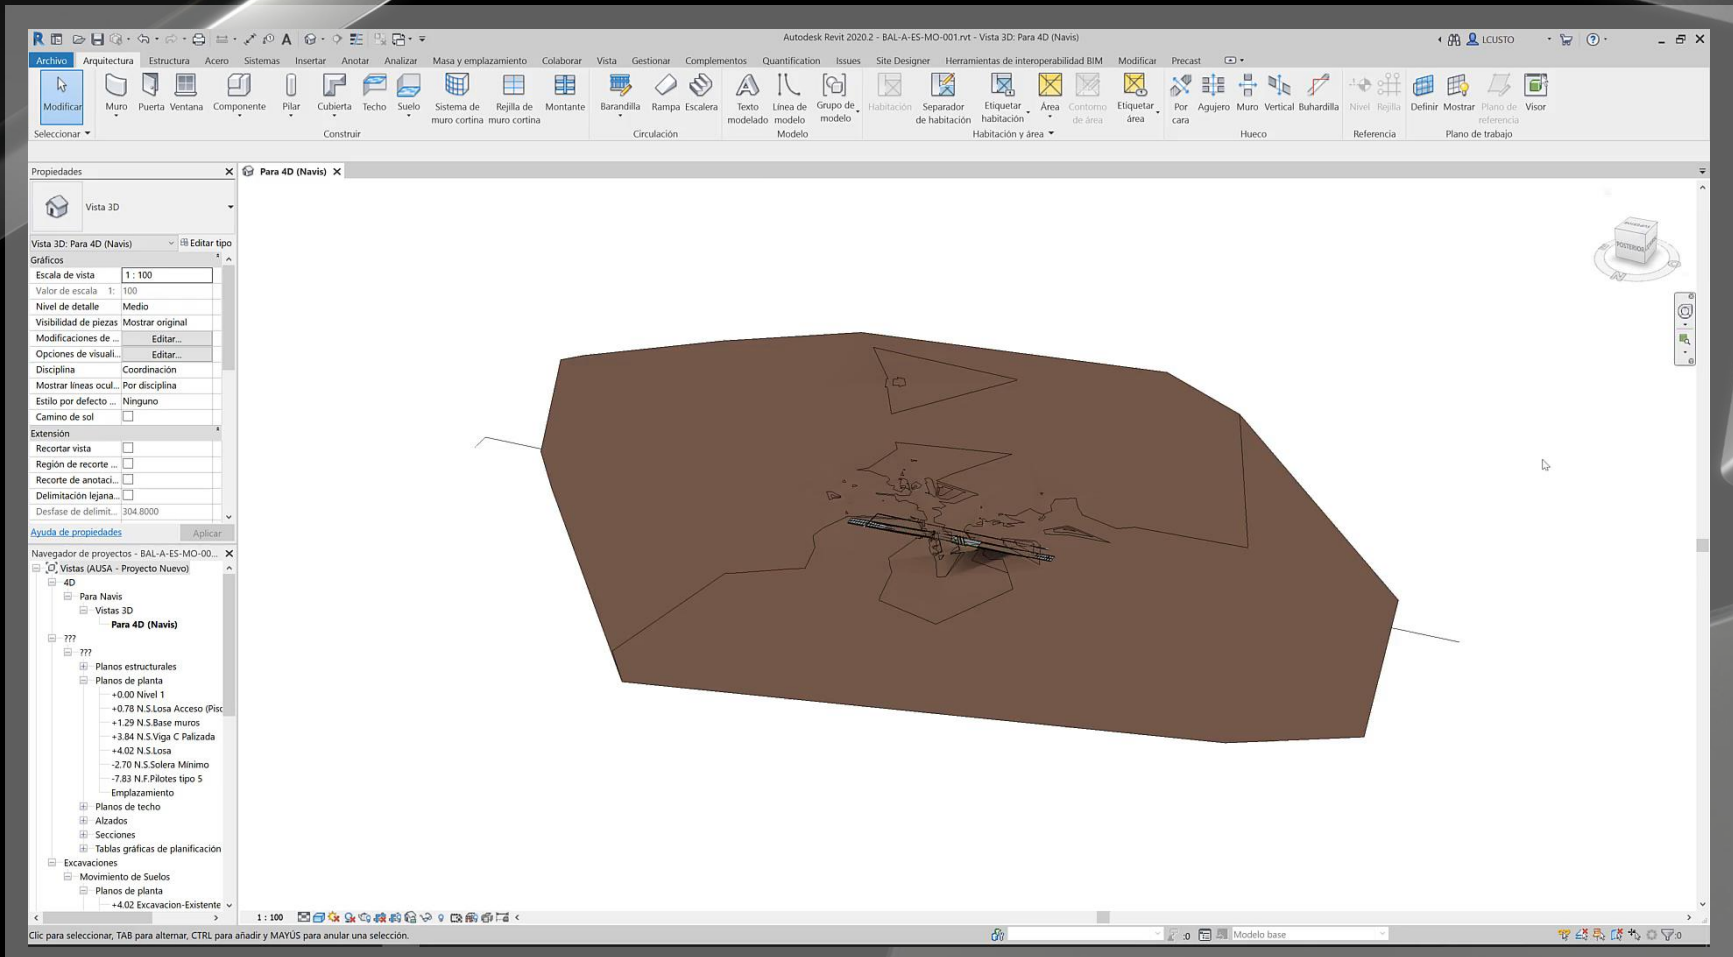 Autodesk Revit 2020.2 - BAL-A-ES-MO-001.rvt - Vista 3D: Para 4D (Navis)
LCUSTO
Archivo Arquitectura Estructura Acero Sistemas Insertar Anotar Analizar Masa y emplazamiento Colaborar Vista Gestionar Complementos Quantification Issues Site Designer Herramientas de interoperabilidad BIM Modificar Precast
Modificar Muro Puerta Ventana Componente Pilar Cubierta Techo Suelo Sistema de muro cortina Rejilla de muro cortina Montante Barandilla Rampa Escalera Texto modelado Línea de modelo Grupo de modelo Habitación Separador de habitación Etiquetar habitación Área Contorno de área Etiquetar área Por cara Agujero Muro Vertical Buhardilla Nivel Rejilla Definir Mostrar Plano de referencia Visor
Seleccionar Construir Circulación Modelo Habitación y área Hueco Referencia Plano de trabajo
Propiedades
Para 4D (Navis)
Vista 3D
Vista 3D: Para 4D (Navis) Editar tipo
Gráficos
Escala de vista 1 : 100
Valor de escala 1: 100
Nivel de detalle Medio
Visibilidad de piezas Mostrar original
Modificaciones de ... Editar...
Opciones de visuali... Editar...
Disciplina Coordinación
Mostrar líneas ocul... Por disciplina
Estilo por defecto ... Ninguno
Camino de sol
Extensión
Recortar vista
Región de recorte ...
Recorte de anotaci...
Delimitación lejana...
Desfase de delimit... 304.8000
Ayuda de propiedades Aplicar
POSTERIOR
Navegador de proyectos - BAL-A-ES-MO-00...
Vistas (AUSA - Proyecto Nuevo)
4D
Para Navis
Vistas 3D
Para 4D (Navis)
???
???
Planos estructurales
Planos de planta
+0.00 Nivel 1
+0.78 N.S.Losa Acceso (Pisc
+1.29 N.S.Base muros
+3.84 N.S.Viga C Palizada
+4.02 N.S.Losa
-2.70 N.S.Solera Mínimo
-7.83 N.F.Pilotes tipo 5
Emplazamiento
Planos de techo
Alzados
Secciones
Tablas gráficas de planificación
Excavaciones
Movimiento de Suelos
Planos de planta
+4.02 Excavacion-Existente
1 : 100
Clic para seleccionar, TAB para alternar, CTRL para añadir y MAYÚS para anular una selección.
:0 Modelo base :0